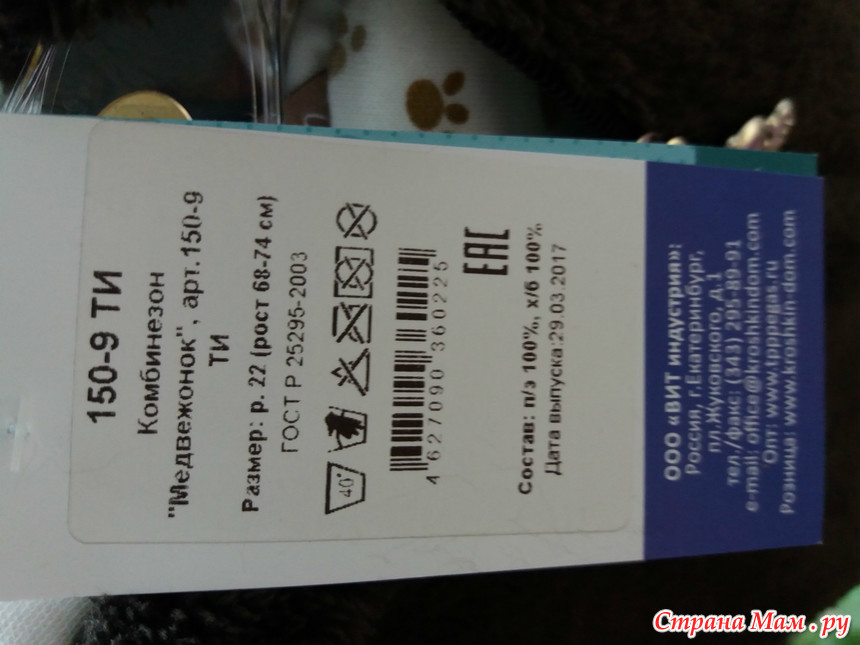 150-9 ТИ
Комбинезон
"Медвежонок", арт.150-9
ТИ
Размер: р. 22 (рост 68-74 см)
ГОСТ Р 25295-2003
40°
4 627090 360225
EAC
Состав: п/э 100%, х/б 100%
Дата выпуска:29.03.2017
ООО «ВИТ индустрия»:
Россия, г.Екатеринбург,
пл.Жуковского, д.1
тел./факс: (343) 295-89-91
e-mail: office@kroshkindom.com
Опт: www.tpppegas.ru
Розница: www.kroshkin-dom.com
Страна Мам.ру